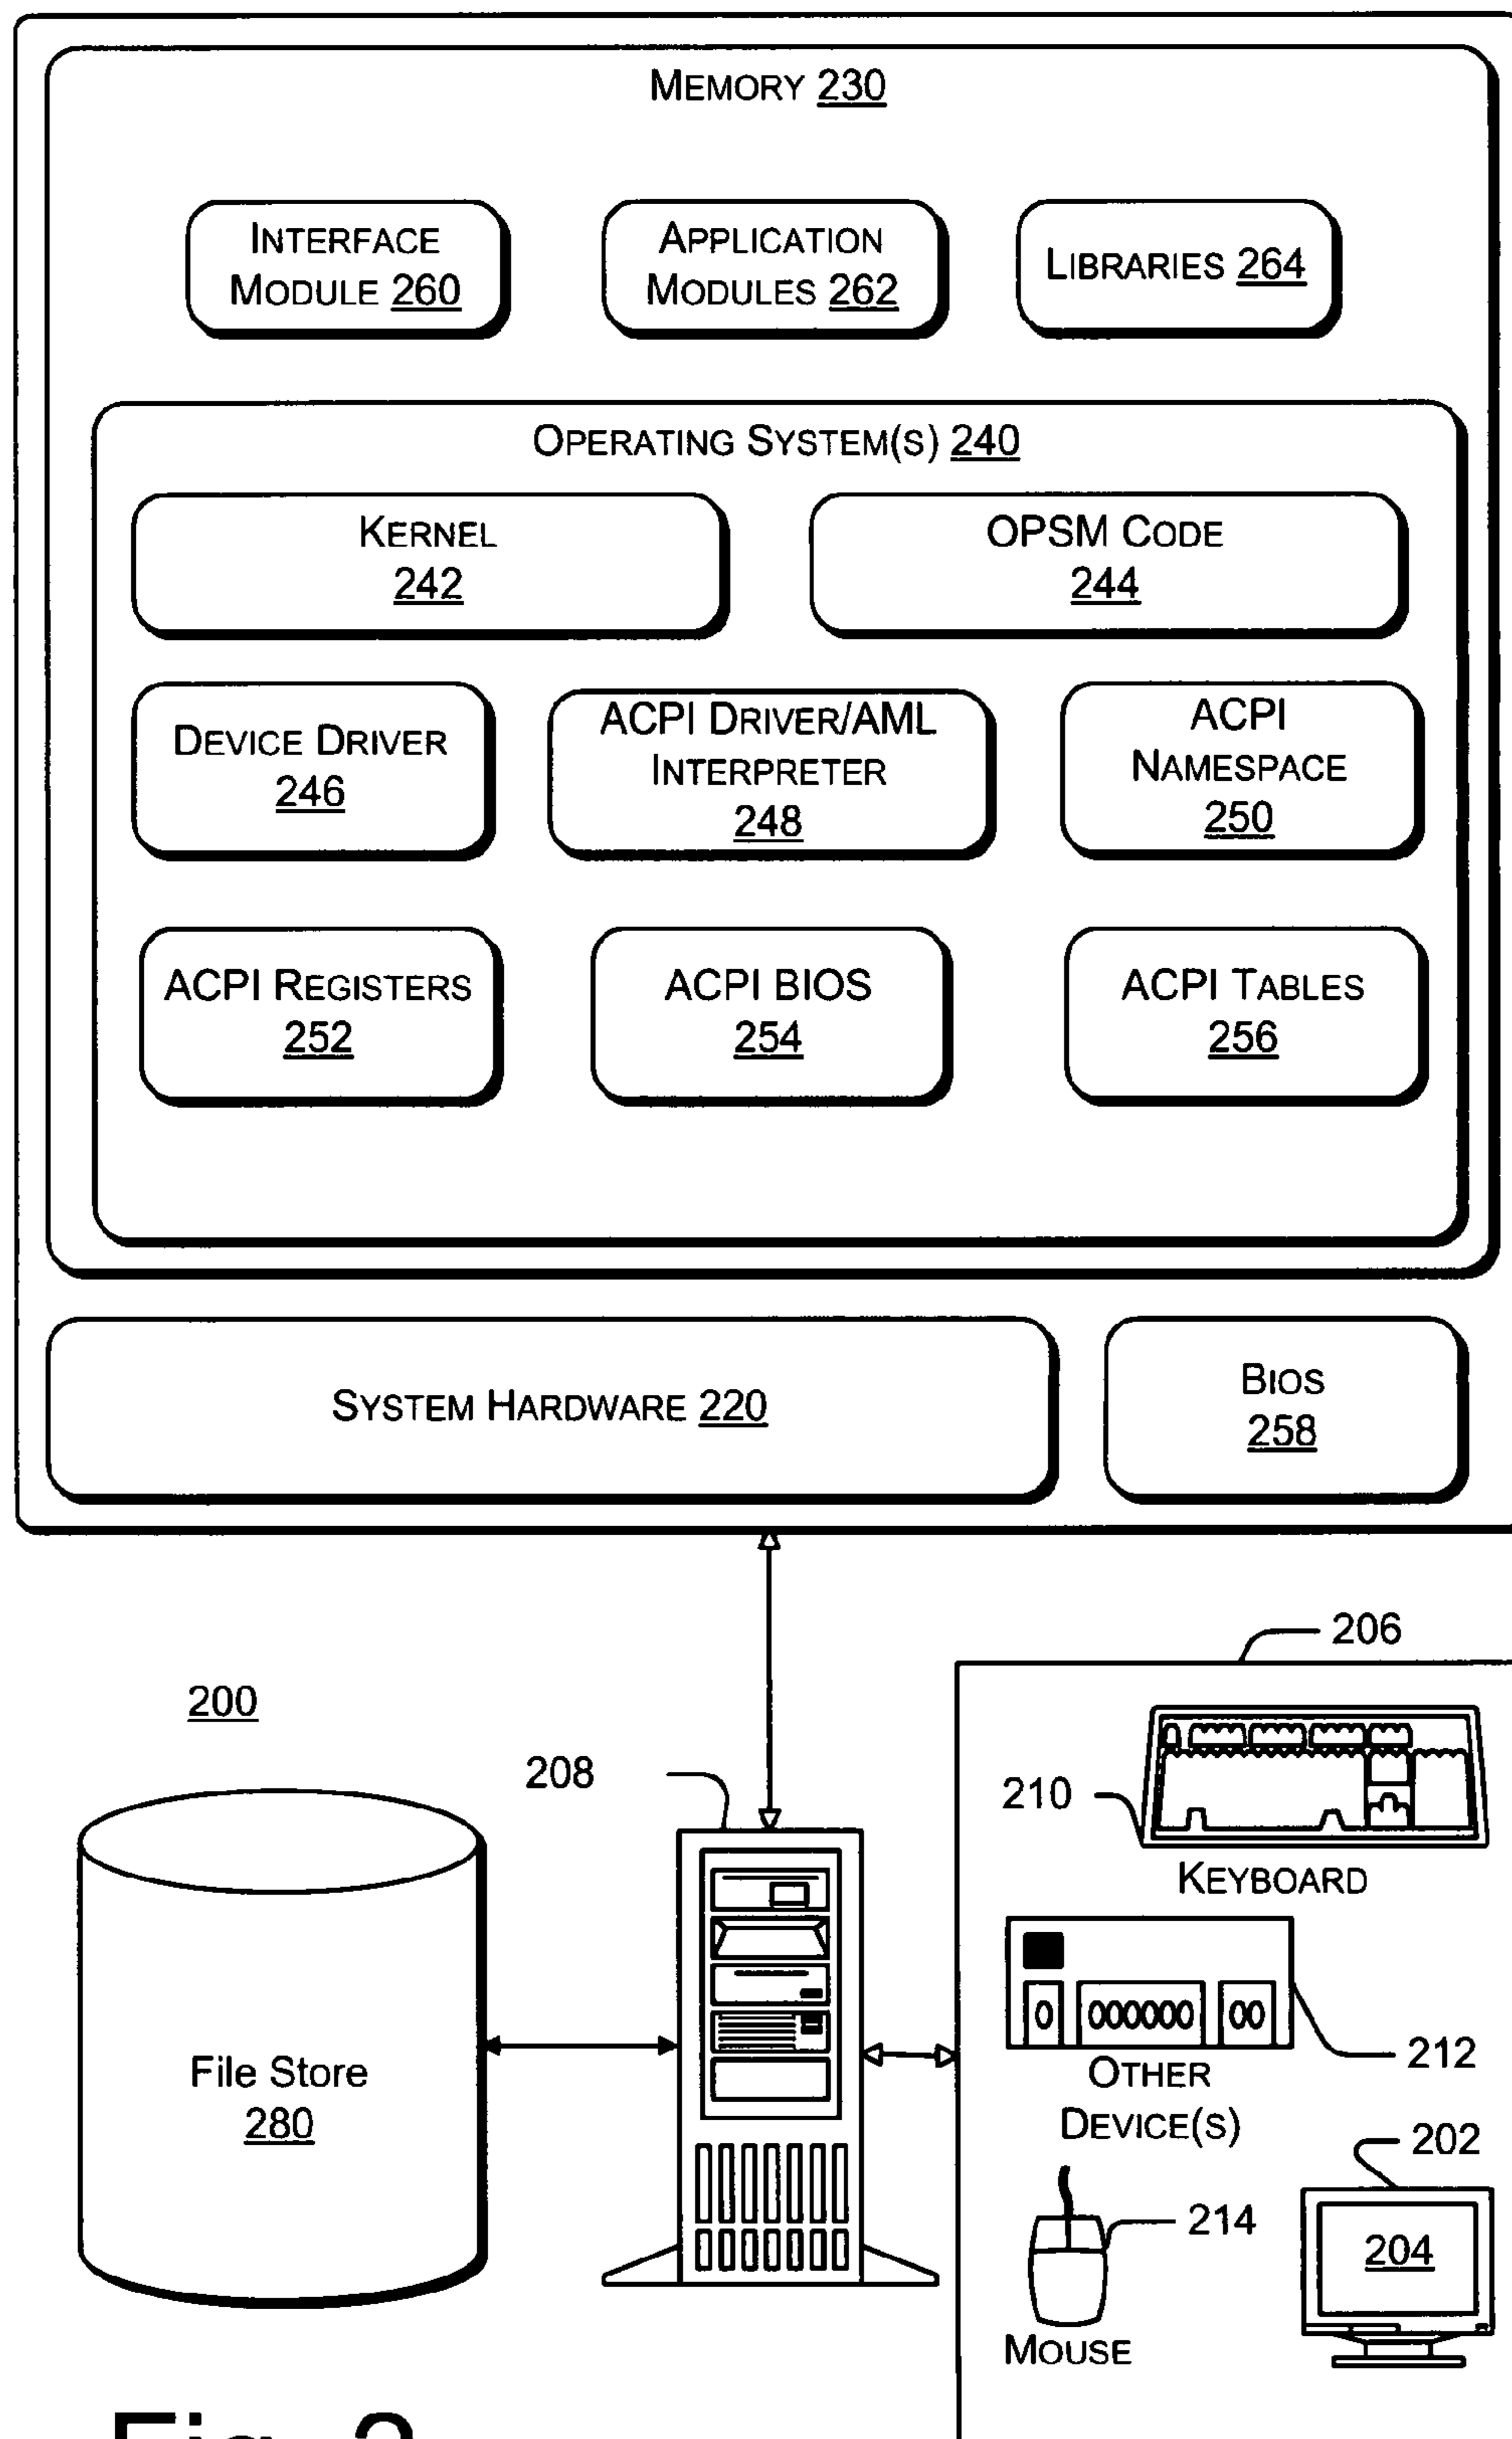 MEMORY 230
INTERFACE
MODULE 260
APPLICATION
MODULES 262
LIBRARIES 264
OPERATING SYSTEM(S) 240
KERNEL
242
OPSM CODE
244
DEVICE DRIVER
246
ACPI DRIVER/AML
INTERPRETER
248
ACPI
NAMESPACE
250
ACPI REGISTERS
252
ACPI BIOS
254
ACPI TABLES
256
SYSTEM HARDWARE 220
BIOS
258
206
200
208
210
KEYBOARD
File Store
280
212
OTHER
DEVICE(S)
202
214
204
MOUSE